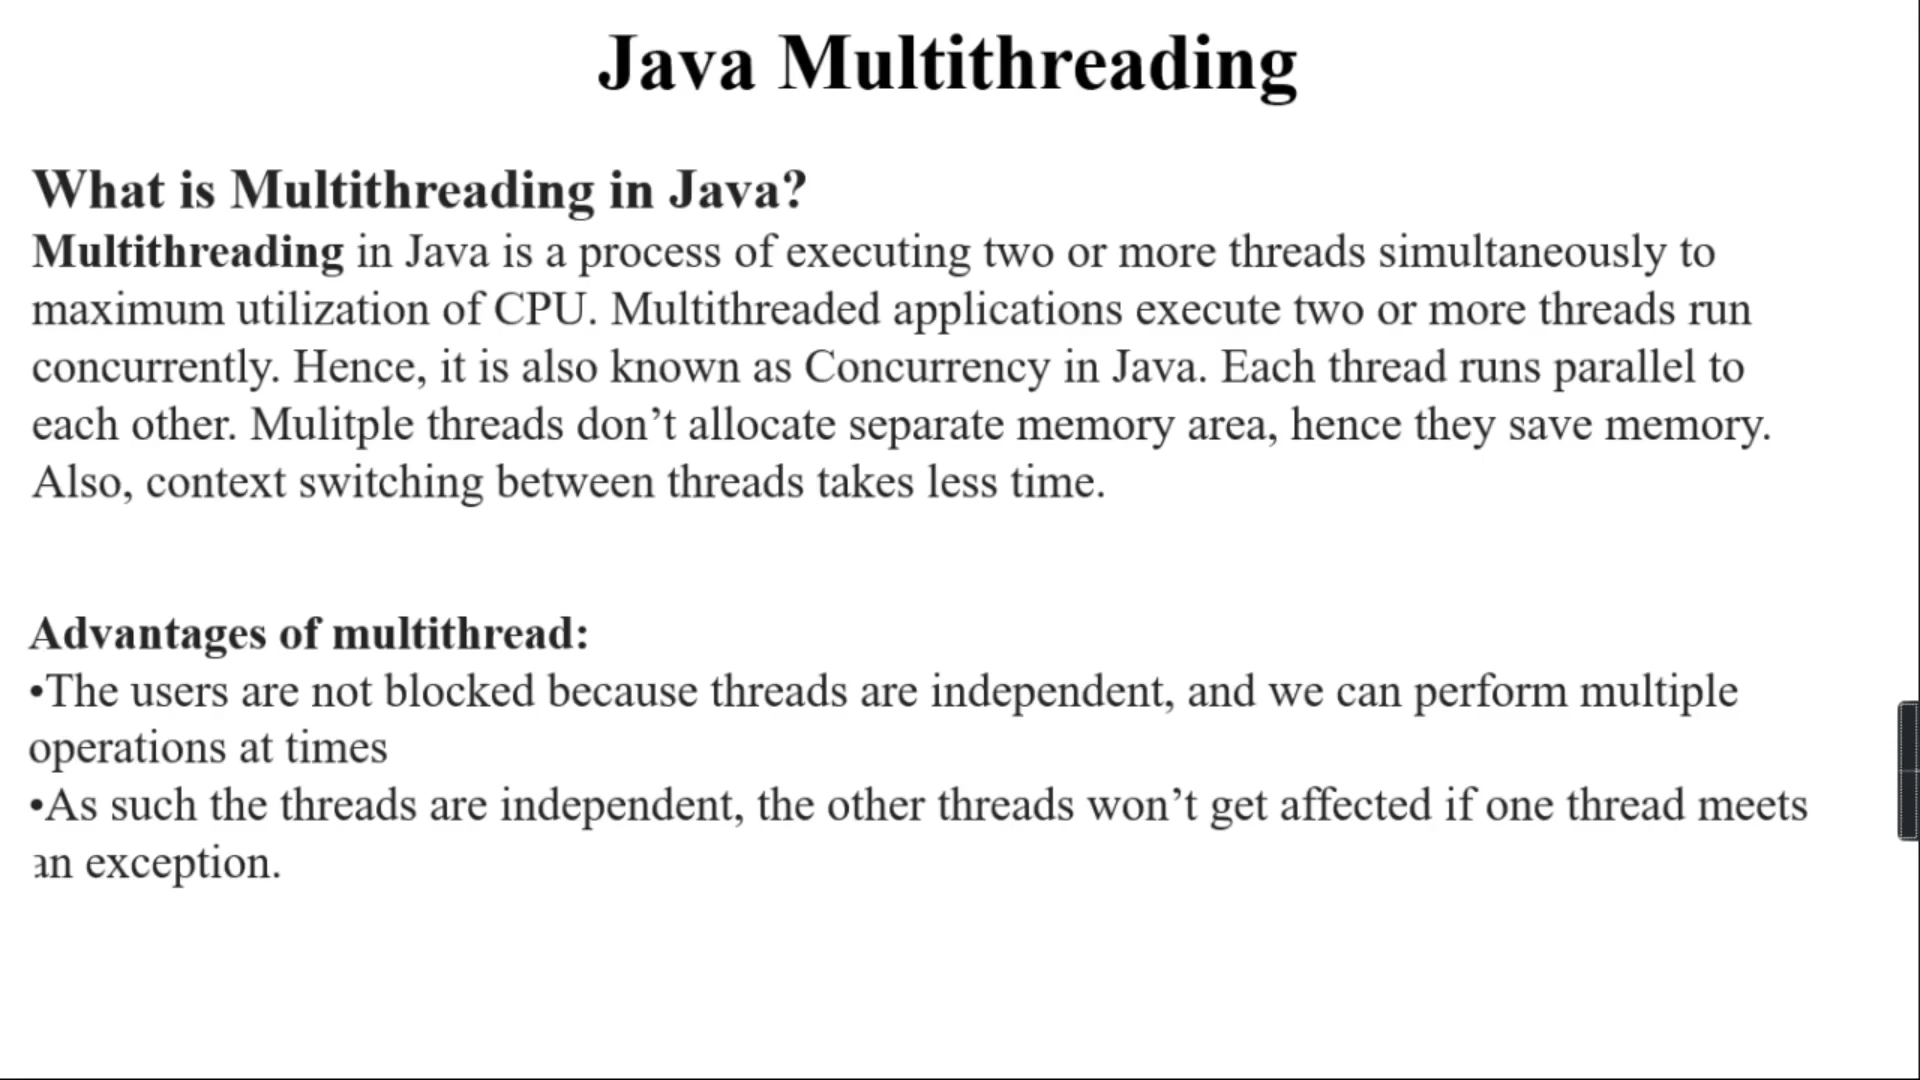 Java Multithreading
What is Multithreading in Java?
Multithreading in Java is a process of executing two or more threads simultaneously to
maximum utilization of CPU. Multithreaded applications execute two or more threads run
concurrently. Hence, it is also known as Concurrency in Java. Each thread runs parallel to
each other. Mulitple threads don’t allocate separate memory area, hence they save memory.
Also, context switching between threads takes less time.
Advantages of multithread:
•The users are not blocked because threads are independent, and we can perform multiple
operations at times
•As such the threads are independent, the other threads won’t get affected if one thread meets
an exception.